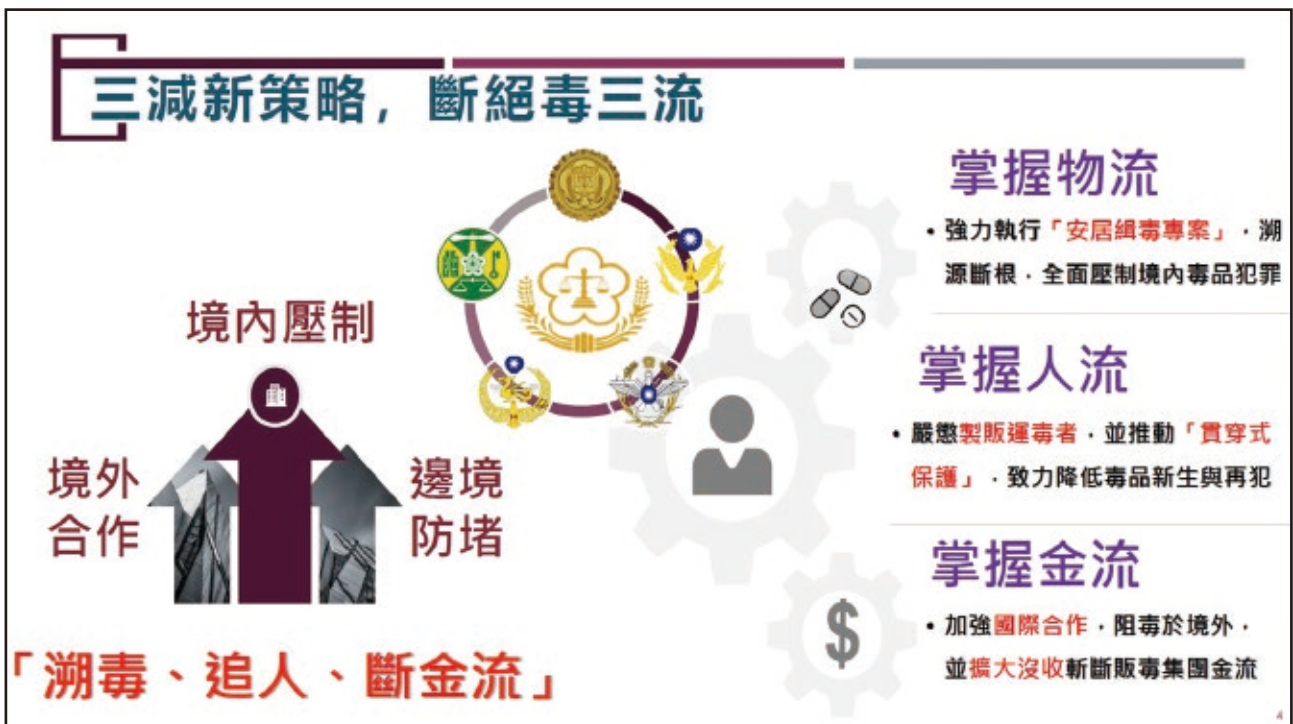 三減新策略，斷絕毒三流
境內壓制
境外
合作
邊境
防堵
「溯毒、追人、斷金流」
掌握物流
• 強力執行「安居緝毒專案」，溯
源斷根，全面壓制境內毒品犯罪
掌握人流
• 嚴懲製販運毒者，並推動「貫穿式
保護」，致力降低毒品新生與再犯
掌握金流
• 加強國際合作，阻毒於境外，
並擴大沒收斬斷販毒集團金流
$
4